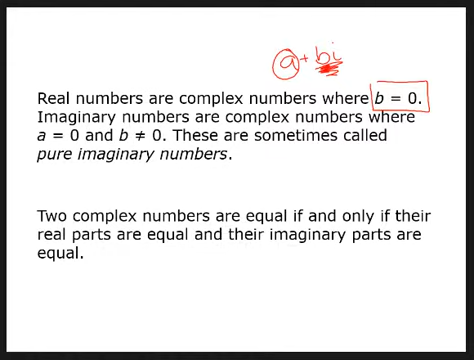 a + bi
Real numbers are complex numbers where b = 0.
Imaginary numbers are complex numbers where
a = 0 and b ≠ 0. These are sometimes called
pure imaginary numbers.
Two complex numbers are equal if and only if their
real parts are equal and their imaginary parts are
equal.